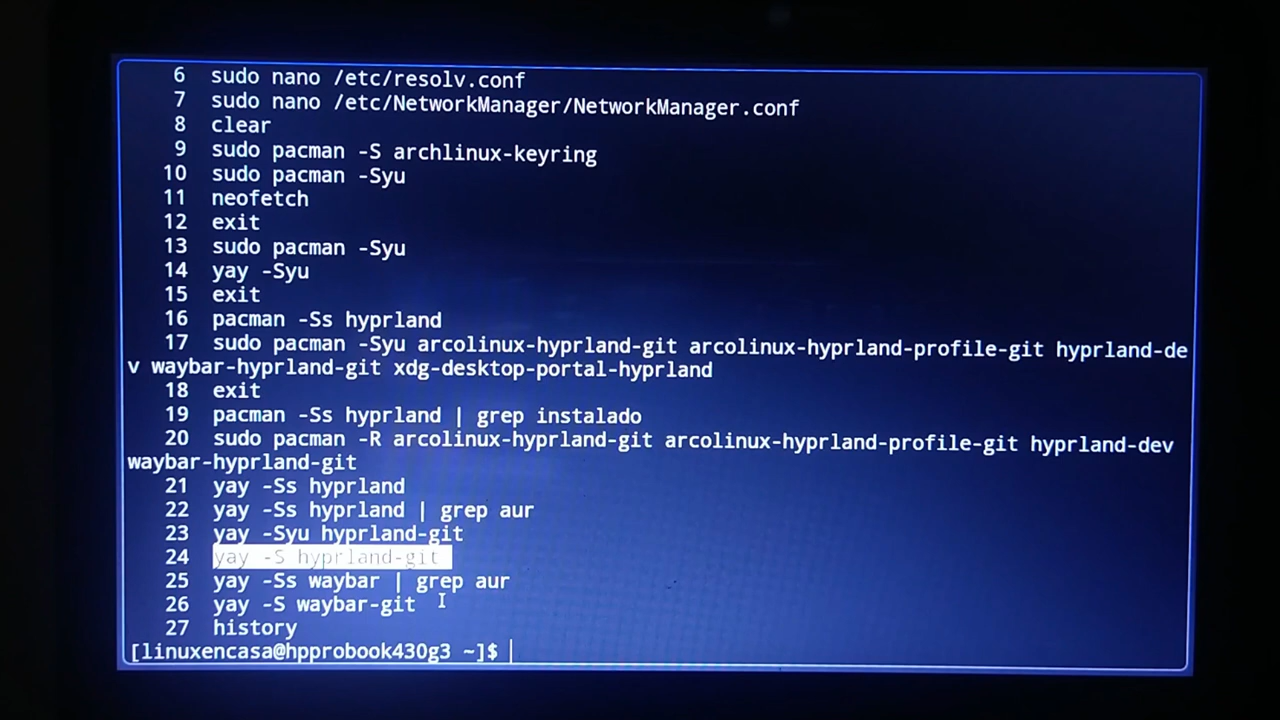 6 sudo nano /etc/resolv.conf
7 sudo nano /etc/NetworkManager/NetworkManager.conf
8 clear
9 sudo pacman -S archlinux-keyring
10 sudo pacman -Syu
11 neofetch
12 exit
13 sudo pacman -Syu
14 yay -Syu
15 exit
16 pacman -Ss hyprland
17 sudo pacman -Syu arcolinux-hyprland-git arcolinux-hyprland-profile-git hyprland-de
v waybar-hyprland-git xdg-desktop-portal-hyprland
18 exit
19 pacman -Ss hyprland | grep instalado
20 sudo pacman -R arcolinux-hyprland-git arcolinux-hyprland-profile-git hyprland-dev
waybar-hyprland-git
21 yay -Ss hyprland
22 yay -Ss hyprland | grep aur
23 yay -Syu hyprland-git
24 yay -S hyprland-git
25 yay -Ss waybar | grep aur
26 yay -S waybar-git
27 history
[linuxencasa@hpprobook430g3 ~]$